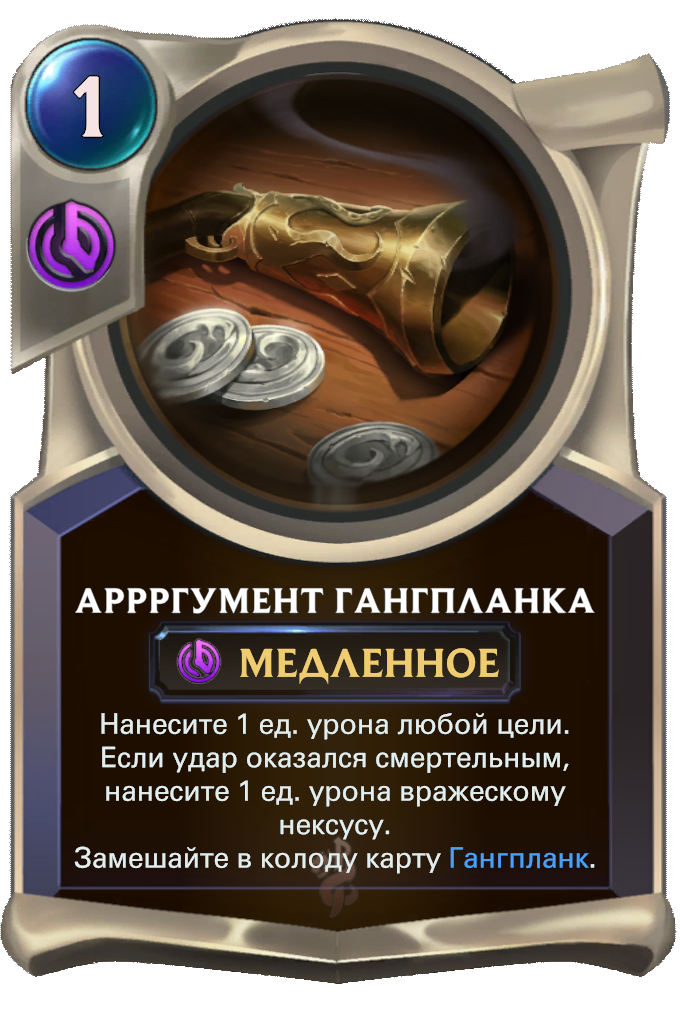 1
АРРРГУМЕНТ ГАНГПЛАНКА
МЕДЛЕННОЕ
Нанесите 1 ед. урона любой цели.
Если удар оказался смертельным,
нанесите 1 ед. урона вражескому
нексусу.
Замешайте в колоду карту Гангпланк.